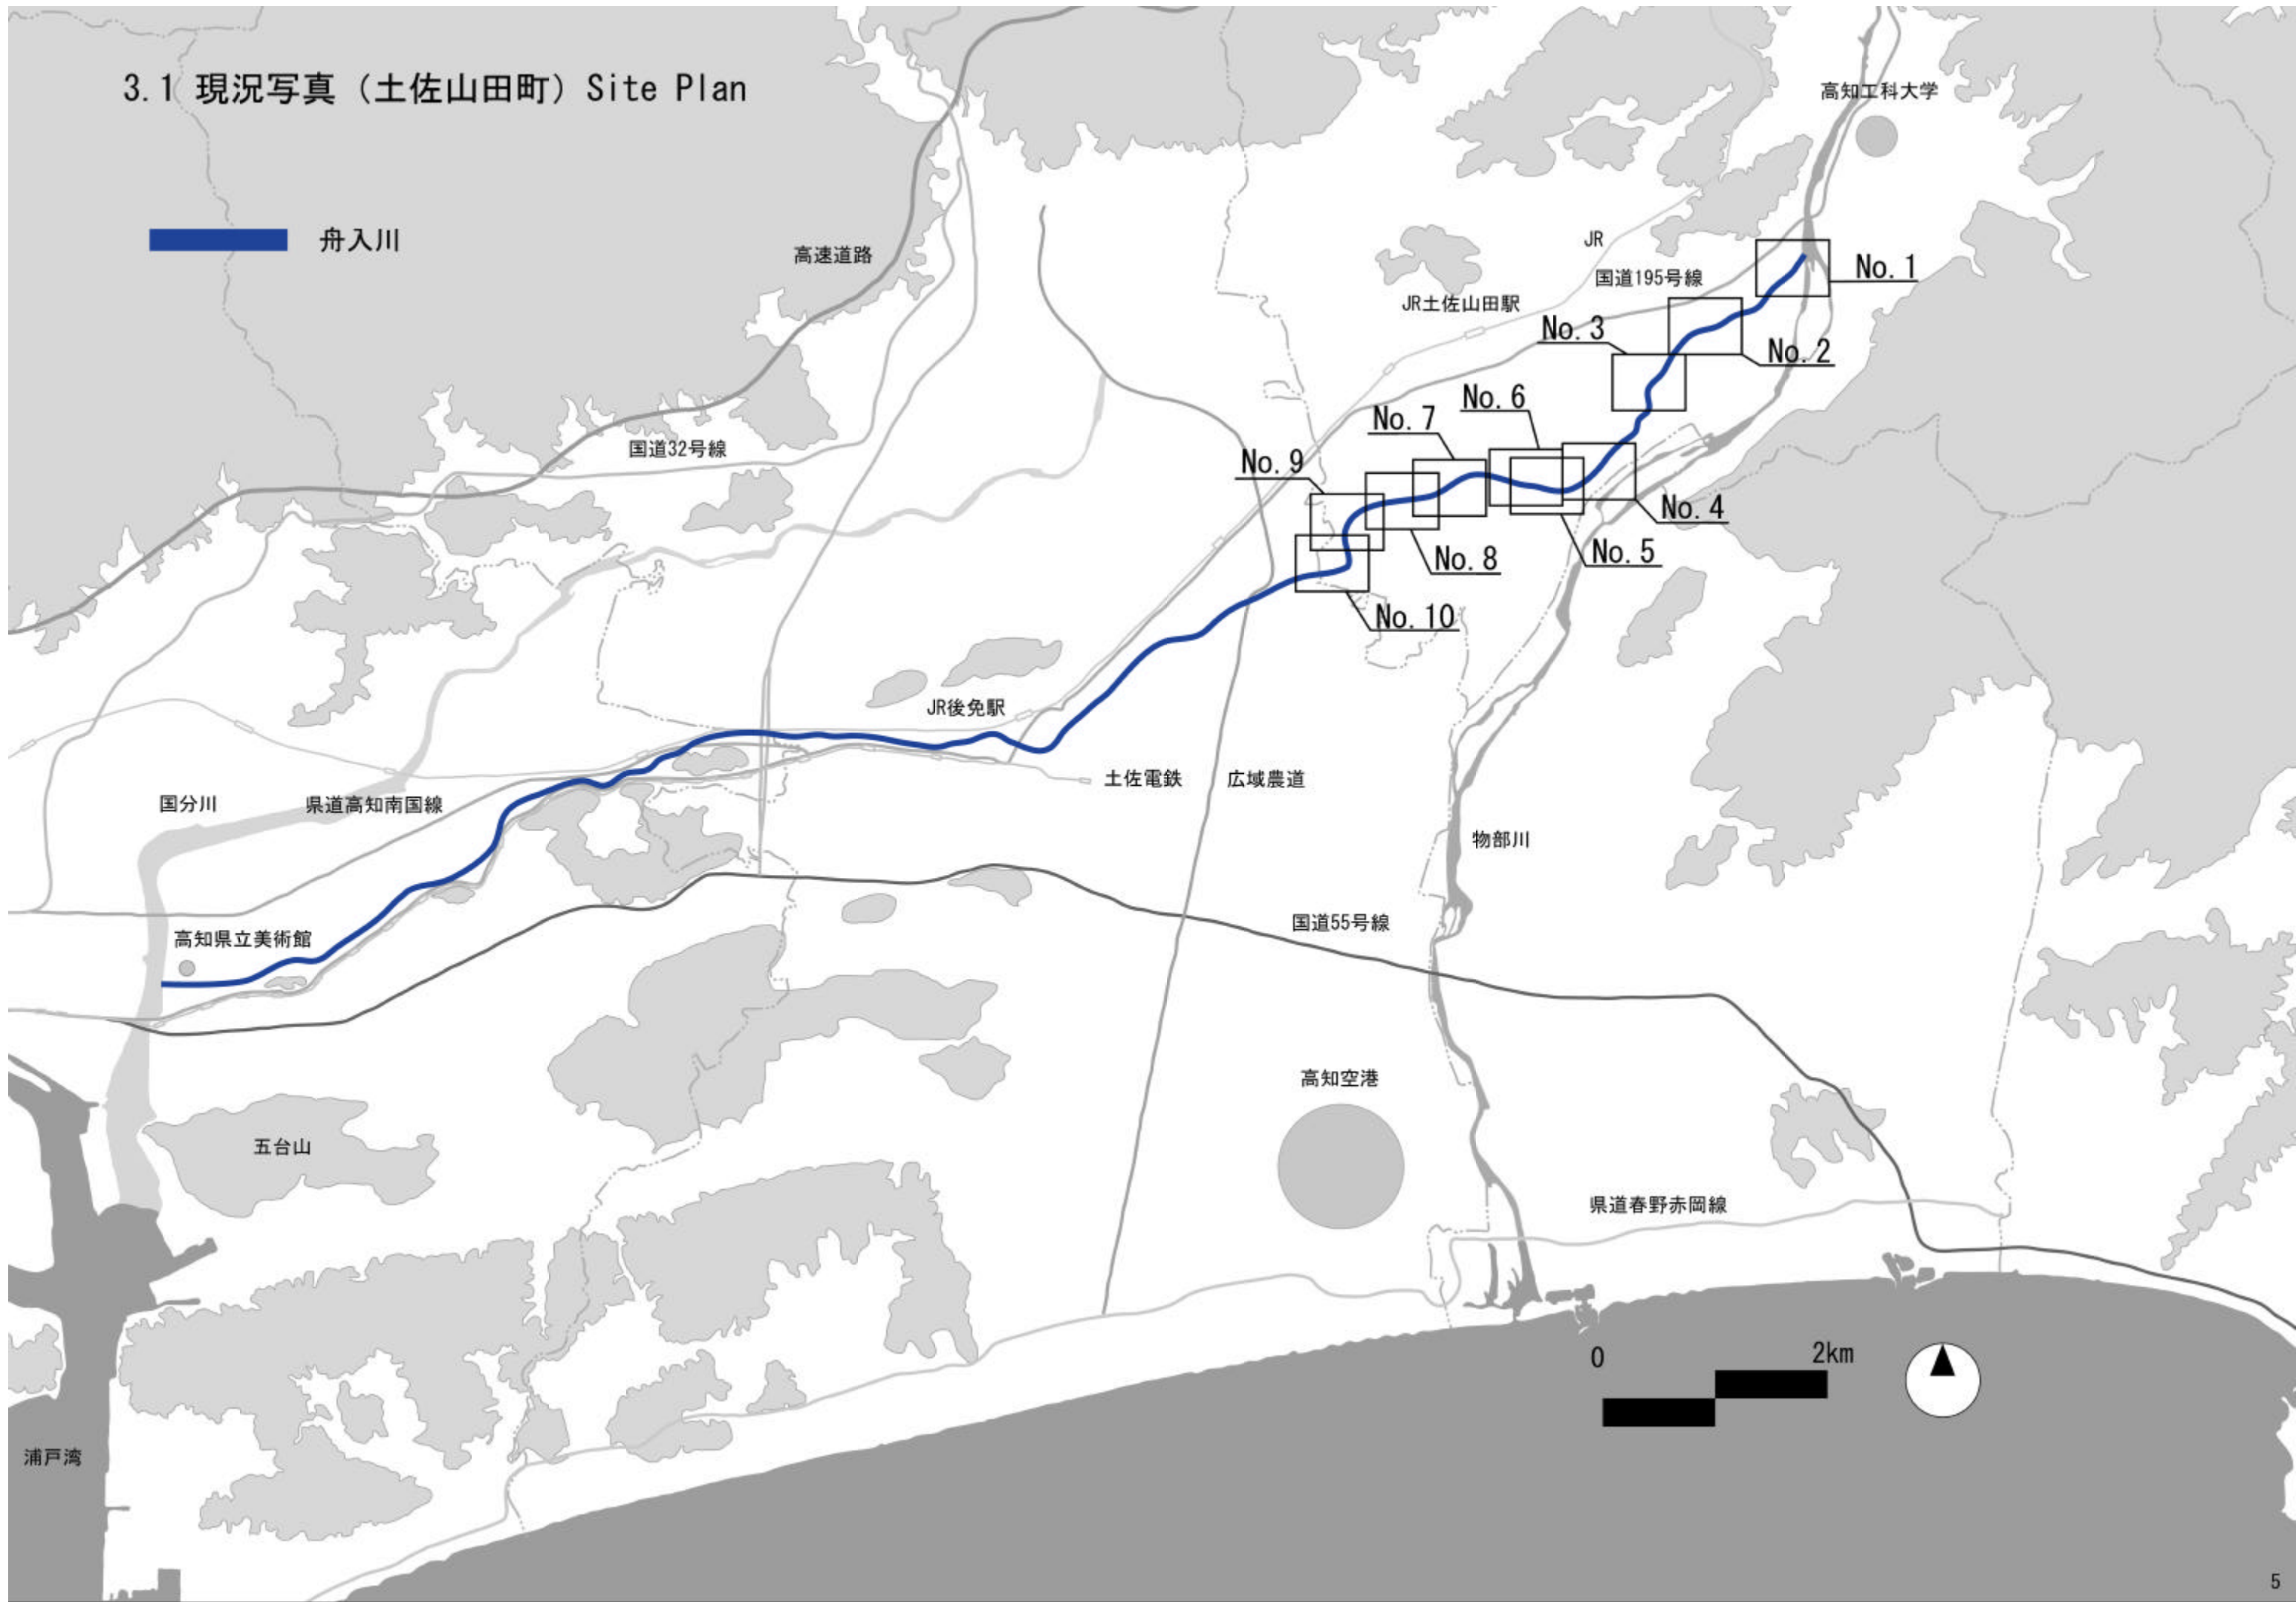 3.1 現況写真（土佐山田町）Site Plan
高知工科大学
舟入川
高速道路
JR
No. 1
国道195号線
JR土佐山田駅
No. 3
No. 2
No. 6
No. 7
国道32号線
No. 9
No. 4
No. 8
No. 5
No. 10
JR後免駅
土佐電鉄
広域農道
国分川
県道高知南国線
物部川
国道55号線
高知県立美術館
高知空港
五台山
県道春野赤岡線
0
2km
浦戸湾
5